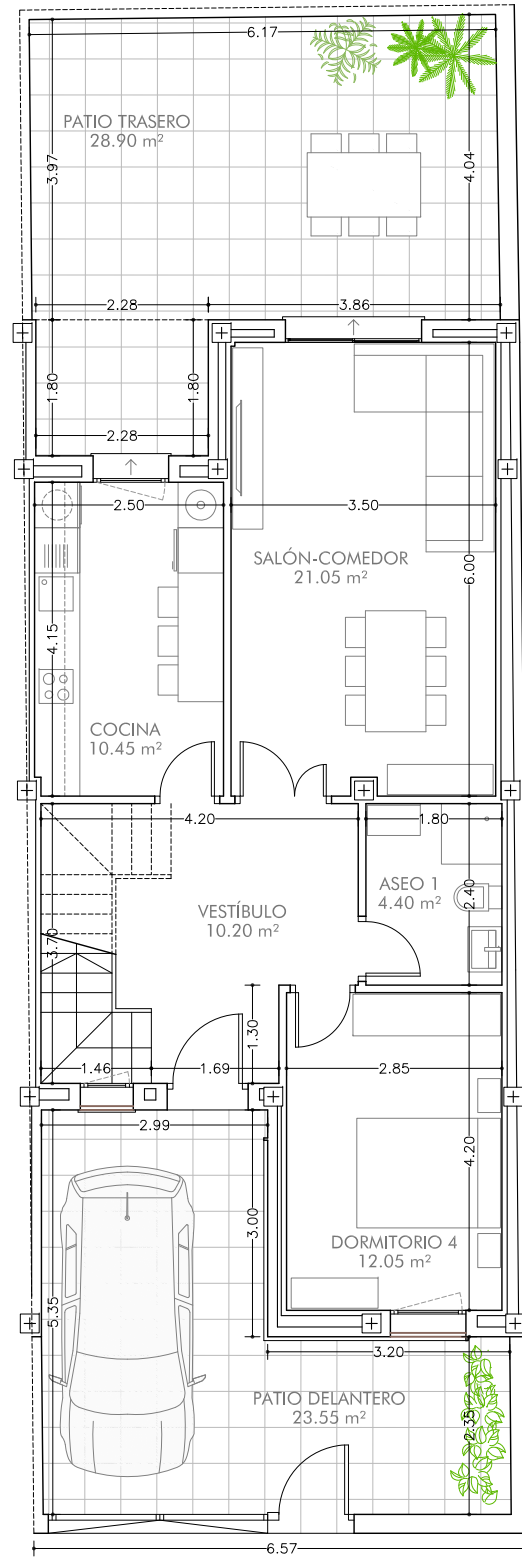 6.17
PATIO TRASERO
28.90 m²
3.97
4.04
2.28
3.86
1.80
1.80
2.28
2.50
3.50
SALÓN-COMEDOR
21.05 m²
6.00
4.15
COCINA
10.45 m²
4.20
1.80
ASEO 1
4.40 m²
2.40
VESTÍBULO
10.20 m²
3.70
1.30
1.46
1.69
2.85
2.99
4.20
3.00
DORMITORIO 4
12.05 m²
5.35
3.20
PATIO DELANTERO
23.55 m²
2.35
6.57